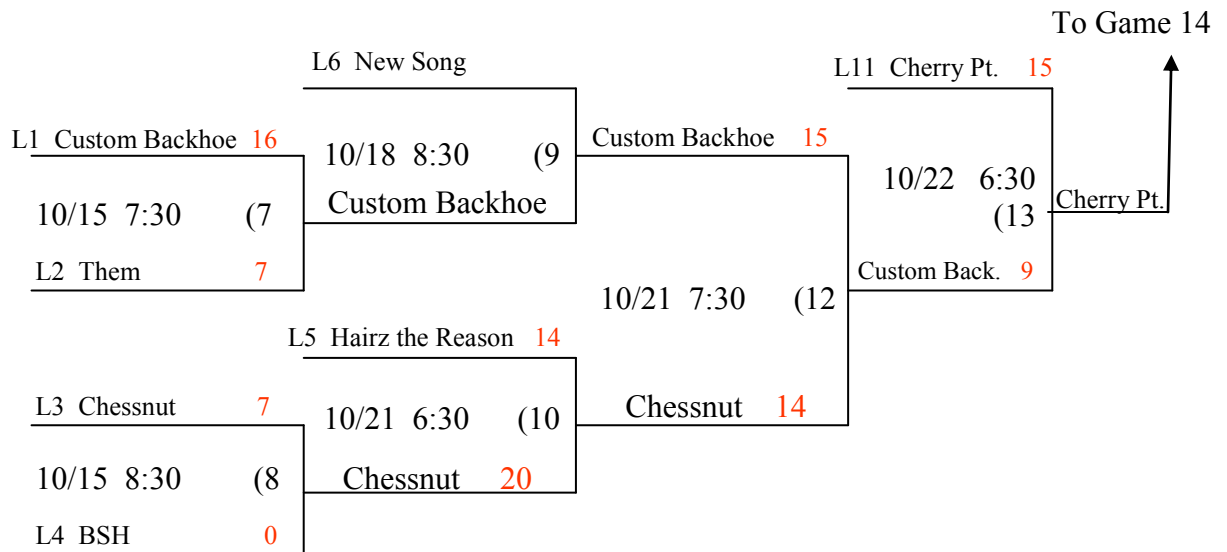 To Game 14
L6 New Song
L11 Cherry Pt. 15
L1 Custom Backhoe 16
10/18 8:30 (9
Custom Backhoe 15
10/22 6:30
(13
Cherry Pt.
10/15 7:30 (7
Custom Backhoe
L2 Them 7
Custom Back. 9
10/21 7:30 (12
L5 Hairz the Reason 14
L3 Chessnut 7
10/21 6:30 (10
Chessnut 14
10/15 8:30 (8
Chessnut 20
L4 BSH 0